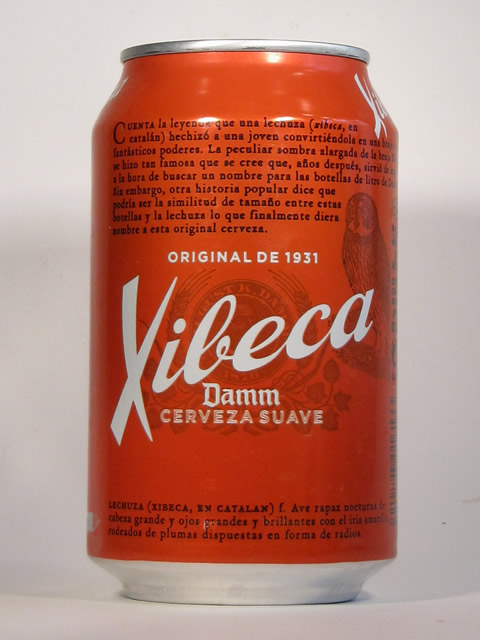 CUENTA la leyenda que una lechuza (xibeca, en
catalán) hechizó a una joven convirtiéndola en una
fantásticos poderes. La peculiar sombra alargada de la bruja
se hizo tan famosa que se cree que, años después, sirvió de
a la hora de buscar un nombre para las botellas de litro de
Sin embargo, otra historia popular dice que
podría ser la similitud de tamaño entre estas
botellas y la lechuza lo que finalmente diera
nombre a esta original cerveza.
ORIGINAL DE 1931
Xibeca
Damm
CERVEZA SUAVE
LECHUZA (XIBECA, EN CATALAN) f. Ave rapaz nocturna
cabeza grande y ojos grandes y brillantes con el iris
rodeados de plumas dispuestas en forma de radios.